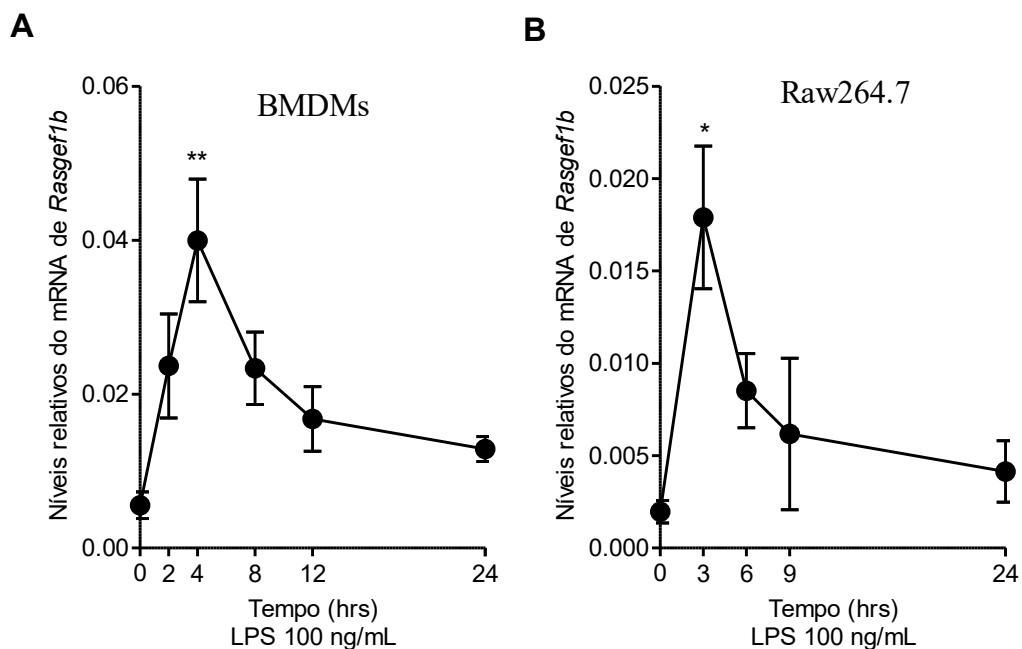 A
BMDMs
**
Níveis relativos do mRNA de Rasgef1b
0.06
0.04
0.02
0.00
0 2 4 8 12 24
Tempo (hrs)
LPS 100 ng/mL
B
Raw264.7
*
Níveis relativos do mRNA de Rasgef1b
0.025
0.020
0.015
0.010
0.005
0.000
0 3 6 9 24
Tempo (hrs)
LPS 100 ng/mL